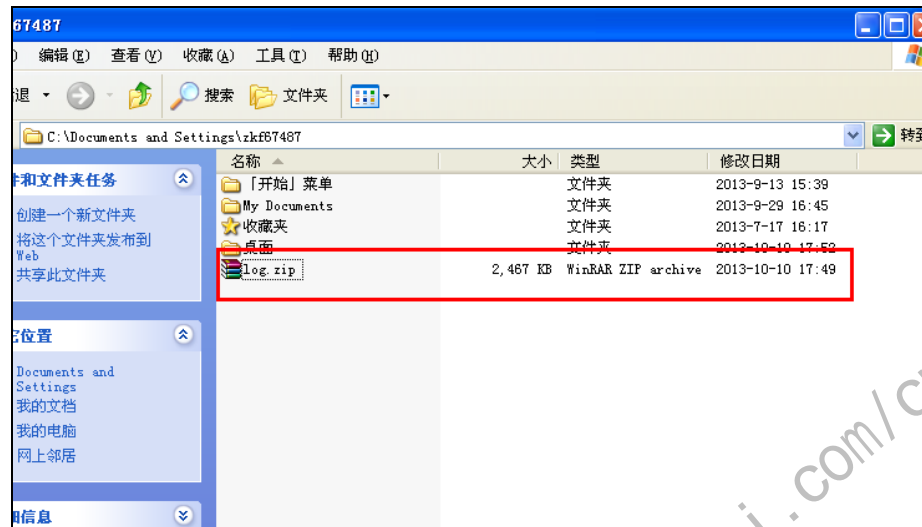 67487
编辑(E) 查看(V) 收藏(A) 工具(T) 帮助(H)
退 搜索 文件夹
C:\Documents and Settings\zkf67487 转到
名称 大小 类型 修改日期
件和文件夹任务
「开始」菜单 文件夹 2013-9-13 15:39
My Documents 文件夹 2013-9-29 16:45
收藏夹 文件夹 2013-7-17 16:17
桌面 文件夹 2013-10-10 17:52
log.zip 2,467 KB WinRAR ZIP archive 2013-10-10 17:49
创建一个新文件夹
将这个文件夹发布到
Web
共享此文件夹
它位置
Documents and
Settings
我的文档
我的电脑
网上邻居
细信息
i.com/c